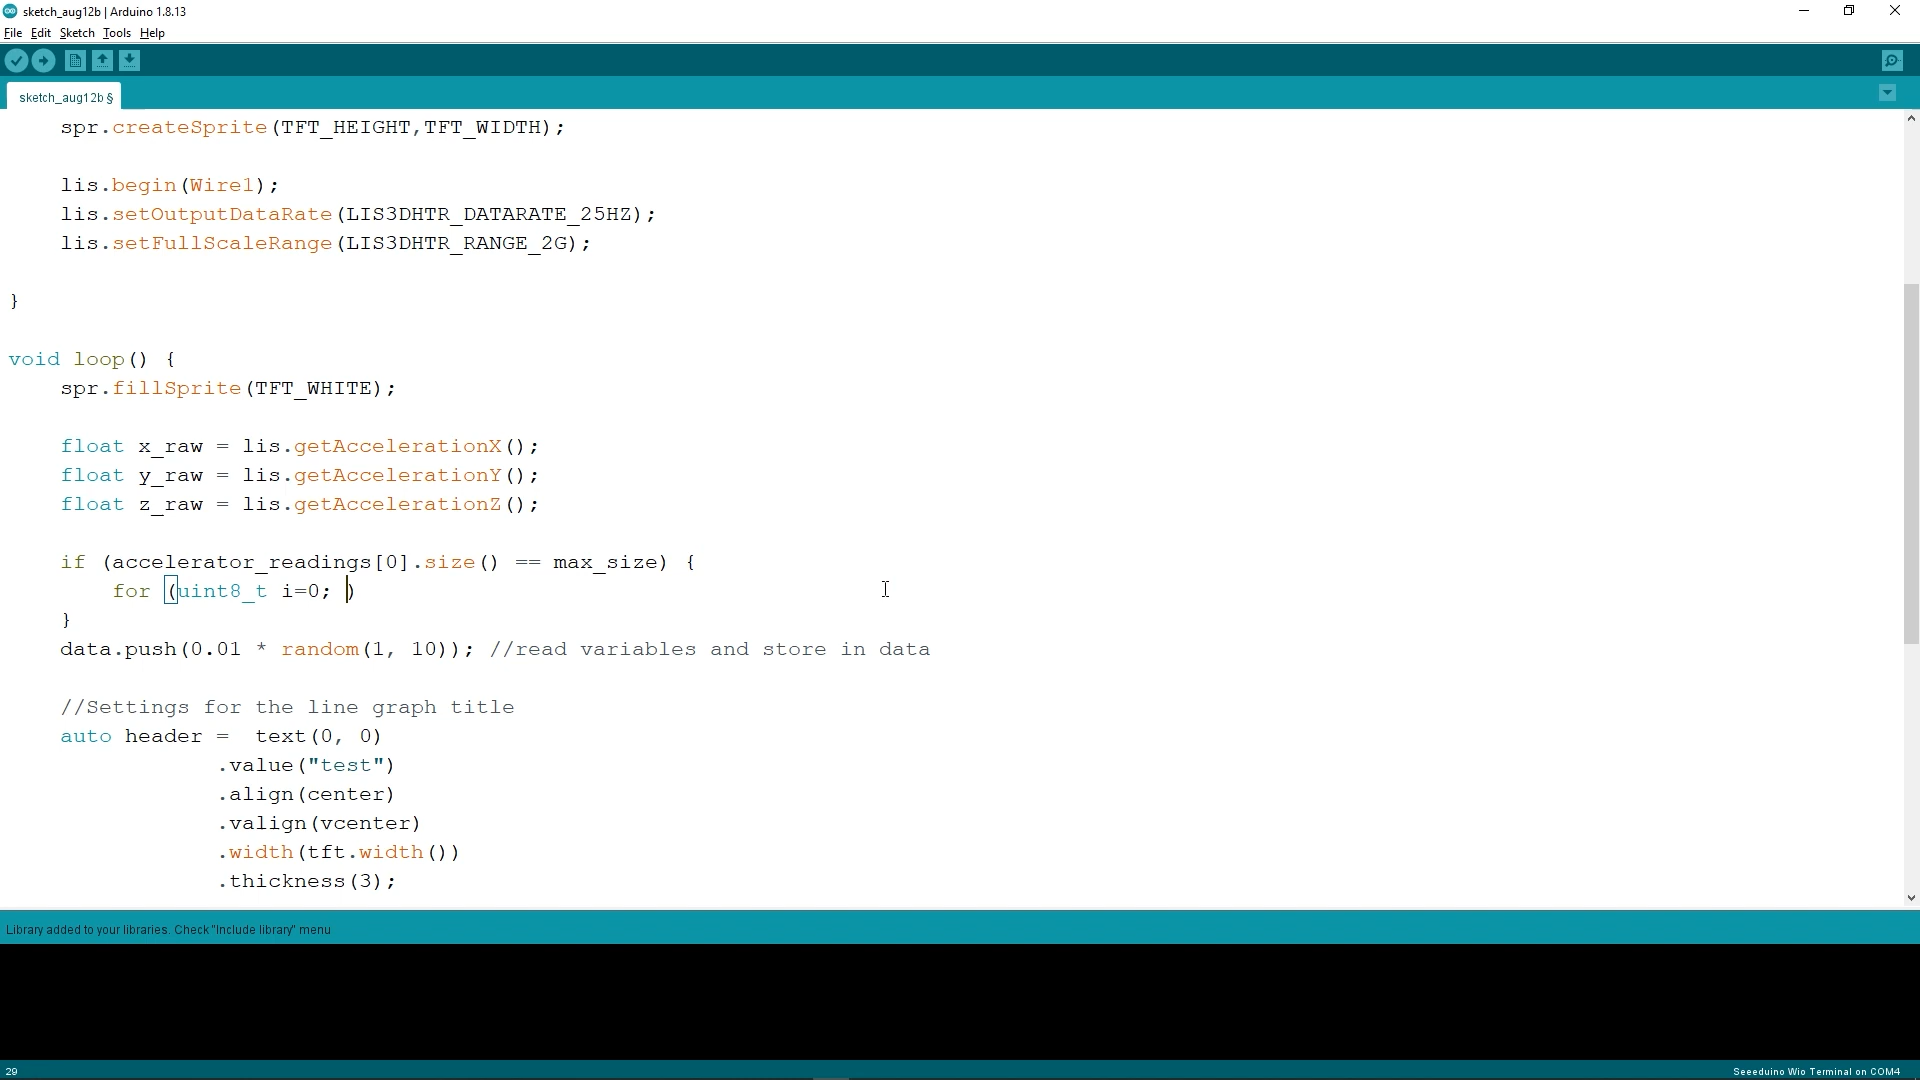 sketch_aug12b | Arduino 1.8.13
File Edit Sketch Tools Help
sketch_aug12b §
spr.createSprite(TFT_HEIGHT,TFT_WIDTH);
lis.begin(Wire1);
lis.setOutputDataRate(LIS3DHTR_DATARATE_25HZ);
lis.setFullScaleRange(LIS3DHTR_RANGE_2G);
}
void loop() {
spr.fillSprite(TFT_WHITE);
float x_raw = lis.getAccelerationX();
float y_raw = lis.getAccelerationY();
float z_raw = lis.getAccelerationZ();
if (accelerator_readings[0].size() == max_size) {
for (uint8_t i=0; )
}
data.push(0.01 * random(1, 10)); //read variables and store in data
//Settings for the line graph title
auto header =  text(0, 0)
.value("test")
.align(center)
.valign(vcenter)
.width(tft.width())
.thickness(3);
Library added to your libraries. Check "Include library" menu
29
Seeeduino Wio Terminal on COM4